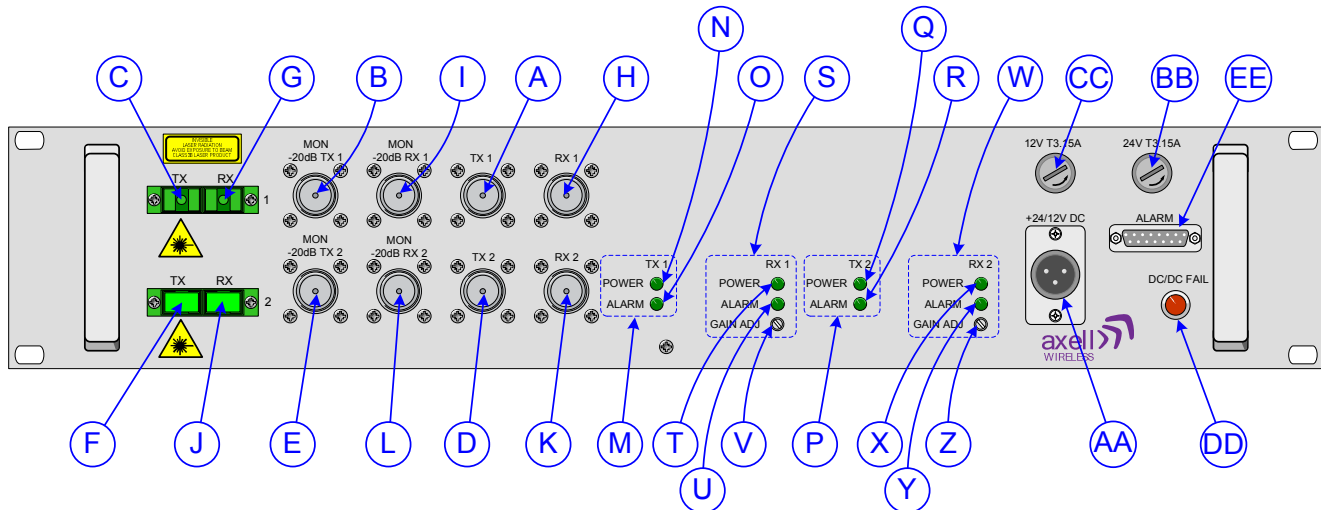 N
Q
C
G
B
I
A
H
O
S
R
W
CC
BB
EE
INVISIBLE
LASER RADIATION
AVOID EXPOSURE TO BEAM
CLASS 3B LASER PRODUCT
12V T3.15A
24V T3.15A
MON
-20dB TX 1
MON
-20dB RX 1
TX 1
RX 1
TX RX
1
+24/12V DC
ALARM
MON
-20dB TX 2
MON
-20dB RX 2
TX 2
RX 2
TX RX
2
TX 1
POWER
ALARM
RX 1
POWER
ALARM
GAIN ADJ
TX 2
POWER
ALARM
RX 2
POWER
ALARM
GAIN ADJ
DC/DC FAIL
axell
WIRELESS
F
J
E
L
D
K
M
T
V
P
X
Z
AA
DD
U
Y